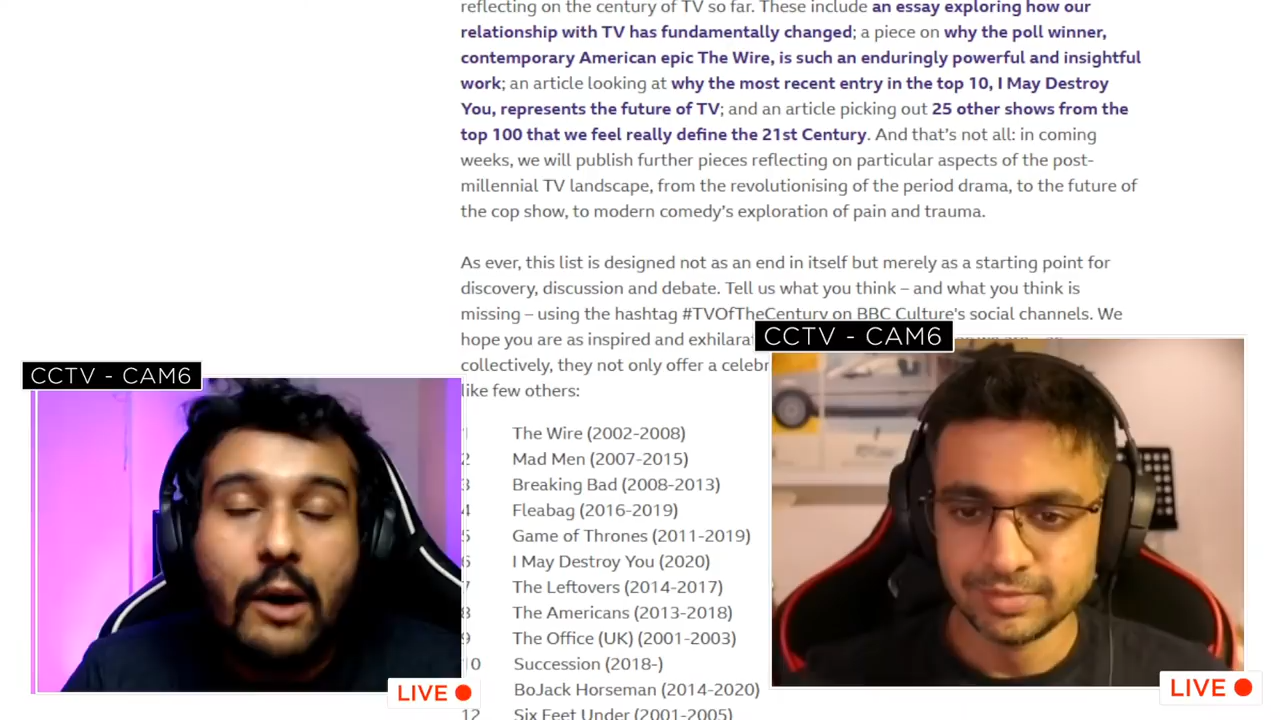 reflecting on the century of TV so far. These include an essay exploring how our
relationship with TV has fundamentally changed; a piece on why the poll winner,
contemporary American epic The Wire, is such an enduringly powerful and insightful
work; an article looking at why the most recent entry in the top 10, I May Destroy
You, represents the future of TV; and an article picking out 25 other shows from the
top 100 that we feel really define the 21st Century. And that's not all: in coming
weeks, we will publish further pieces reflecting on particular aspects of the post-
millennial TV landscape, from the revolutionising of the period drama, to the future of
the cop show, to modern comedy's exploration of pain and trauma.
As ever, this list is designed not as an end in itself but merely as a starting point for
discovery, discussion and debate. Tell us what you think – and what you think is
missing – using the hashtag #TVOfTheCentury on BBC Culture's social channels. We
hope you are as inspired and
collectively, they not only offer a
like few others:
CCTV - CAM6
CCTV - CAM6
The Wire (2002-2008)
2 Mad Men (2007-2015)
3 Breaking Bad (2008-2013)
4 Fleabag (2016-2019)
5 Game of Thrones (2011-2019)
6 I May Destroy You (2020)
7 The Leftovers (2014-2017)
8 The Americans (2013-2018)
9 The Office (UK) (2001-2003)
10 Succession (2018-)
BoJack Horseman (2014-2020)
12 Six Feet Under (2001-2005)
LIVE
LIVE